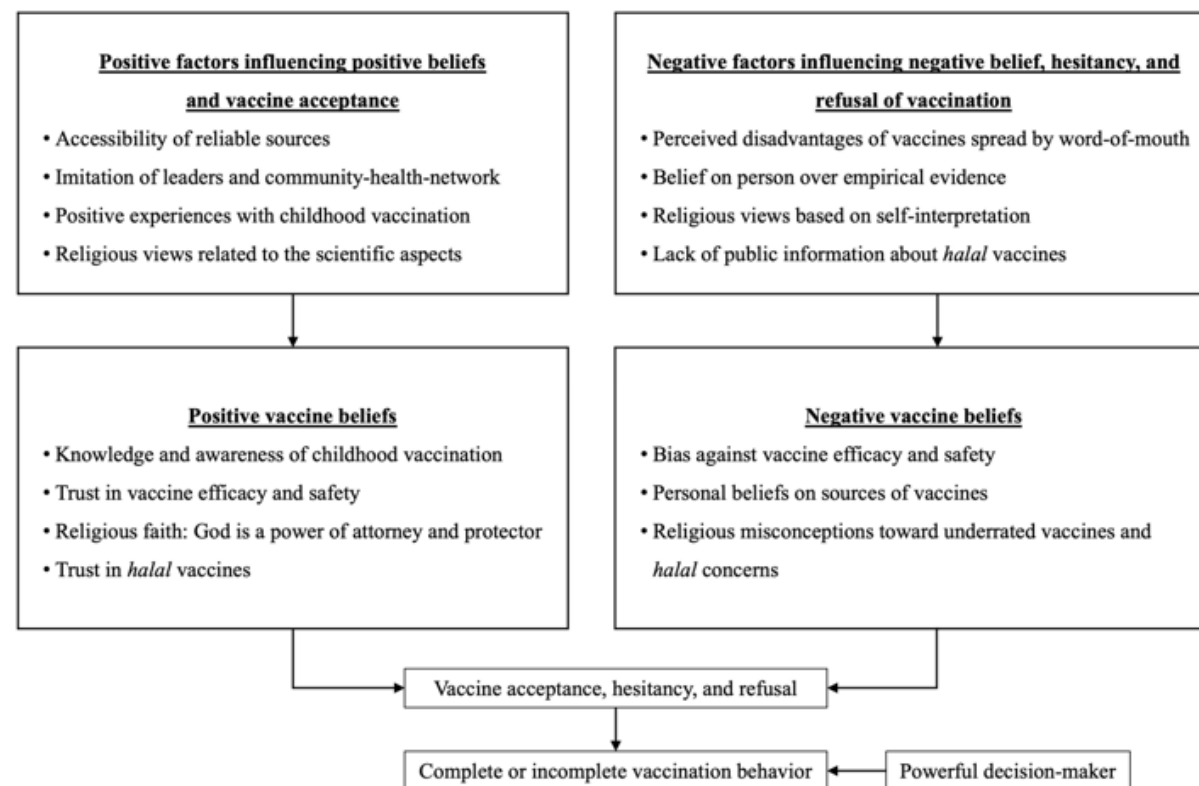 Positive factors influencing positive beliefs
and vaccine acceptance
• Accessibility of reliable sources
• Imitation of leaders and community-health-network
• Positive experiences with childhood vaccination
• Religious views related to the scientific aspects
Negative factors influencing negative belief, hesitancy, and
refusal of vaccination
• Perceived disadvantages of vaccines spread by word-of-mouth
• Belief on person over empirical evidence
• Religious views based on self-interpretation
• Lack of public information about halal vaccines
Positive vaccine beliefs
• Knowledge and awareness of childhood vaccination
• Trust in vaccine efficacy and safety
• Religious faith: God is a power of attorney and protector
• Trust in halal vaccines
Negative vaccine beliefs
• Bias against vaccine efficacy and safety
• Personal beliefs on sources of vaccines
• Religious misconceptions toward underrated vaccines and
halal concerns
Vaccine acceptance, hesitancy, and refusal
Complete or incomplete vaccination behavior
Powerful decision-maker